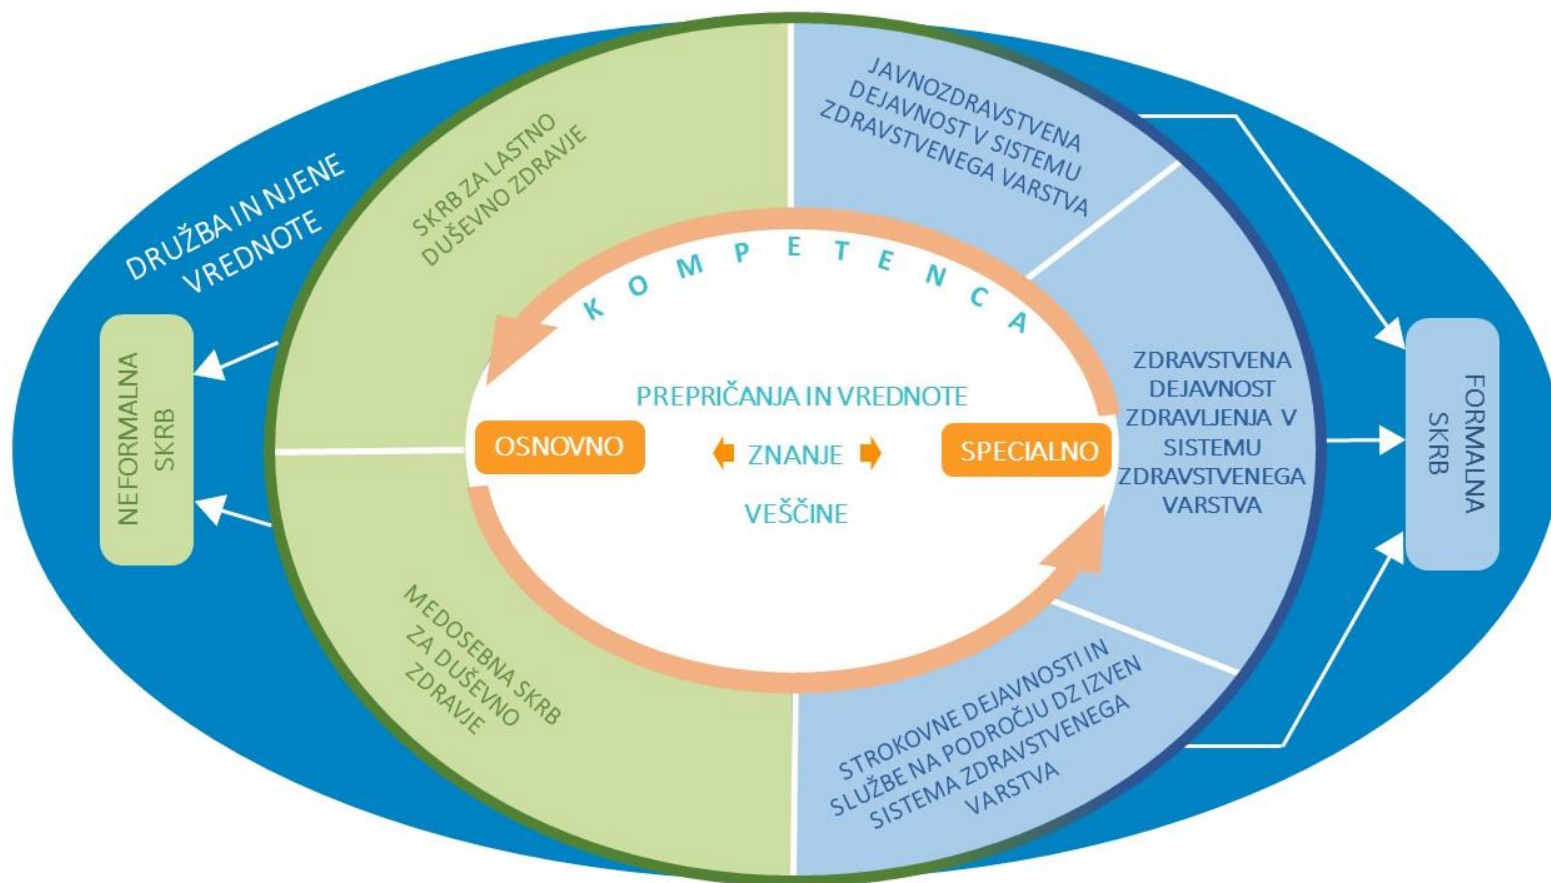 DRUŽBA IN NJENE
VREDNOTE
NEFORMALNA
SKRB
SKRB ZA LASTNO
DUŠEVNO ZDRAVJE
MEDOSEBNA SKRB
ZA DUŠEVNO
ZDRAVJE
KOMPETENCA
PREPRIČANJA IN VREDNOTE
OSNOVNO
ZNANJE
SPECIALNO
VEŠČINE
JAVNOZDRAVSTVENA
DEJAVNOST V SISTEMU
ZDRAVSTVENEGA VARSTVA
ZDRAVSTVENA
DEJAVNOST
ZDRAVLJENJA V
SISTEMU
ZDRAVSTVENEGA
VARSTVA
STROKOVNE DEJAVNOSTI IN
SLUŽBE NA PODROČJU DZ IZVEN
SISTEMA ZDRAVSTVENEGA
VARSTVA
FORMALNA
SKRB